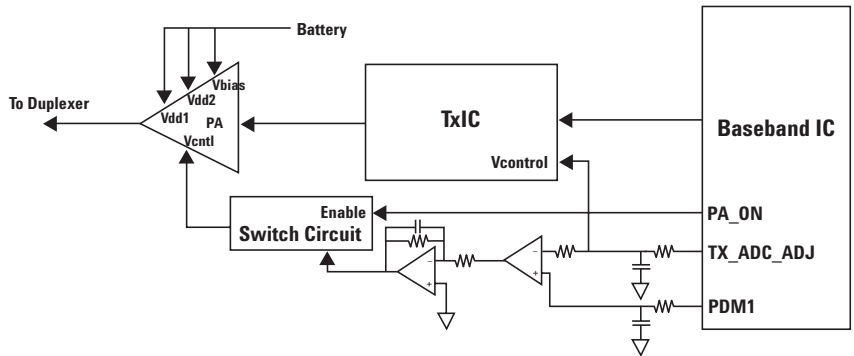 Battery
Vbias
Vdd2
To Duplexer
Vdd1
PA
Vcntl
TxIC
Vcontrol
Baseband IC
Enable
Switch Circuit
PA_ON
TX_ADC_ADJ
PDM1
−
+
−
+